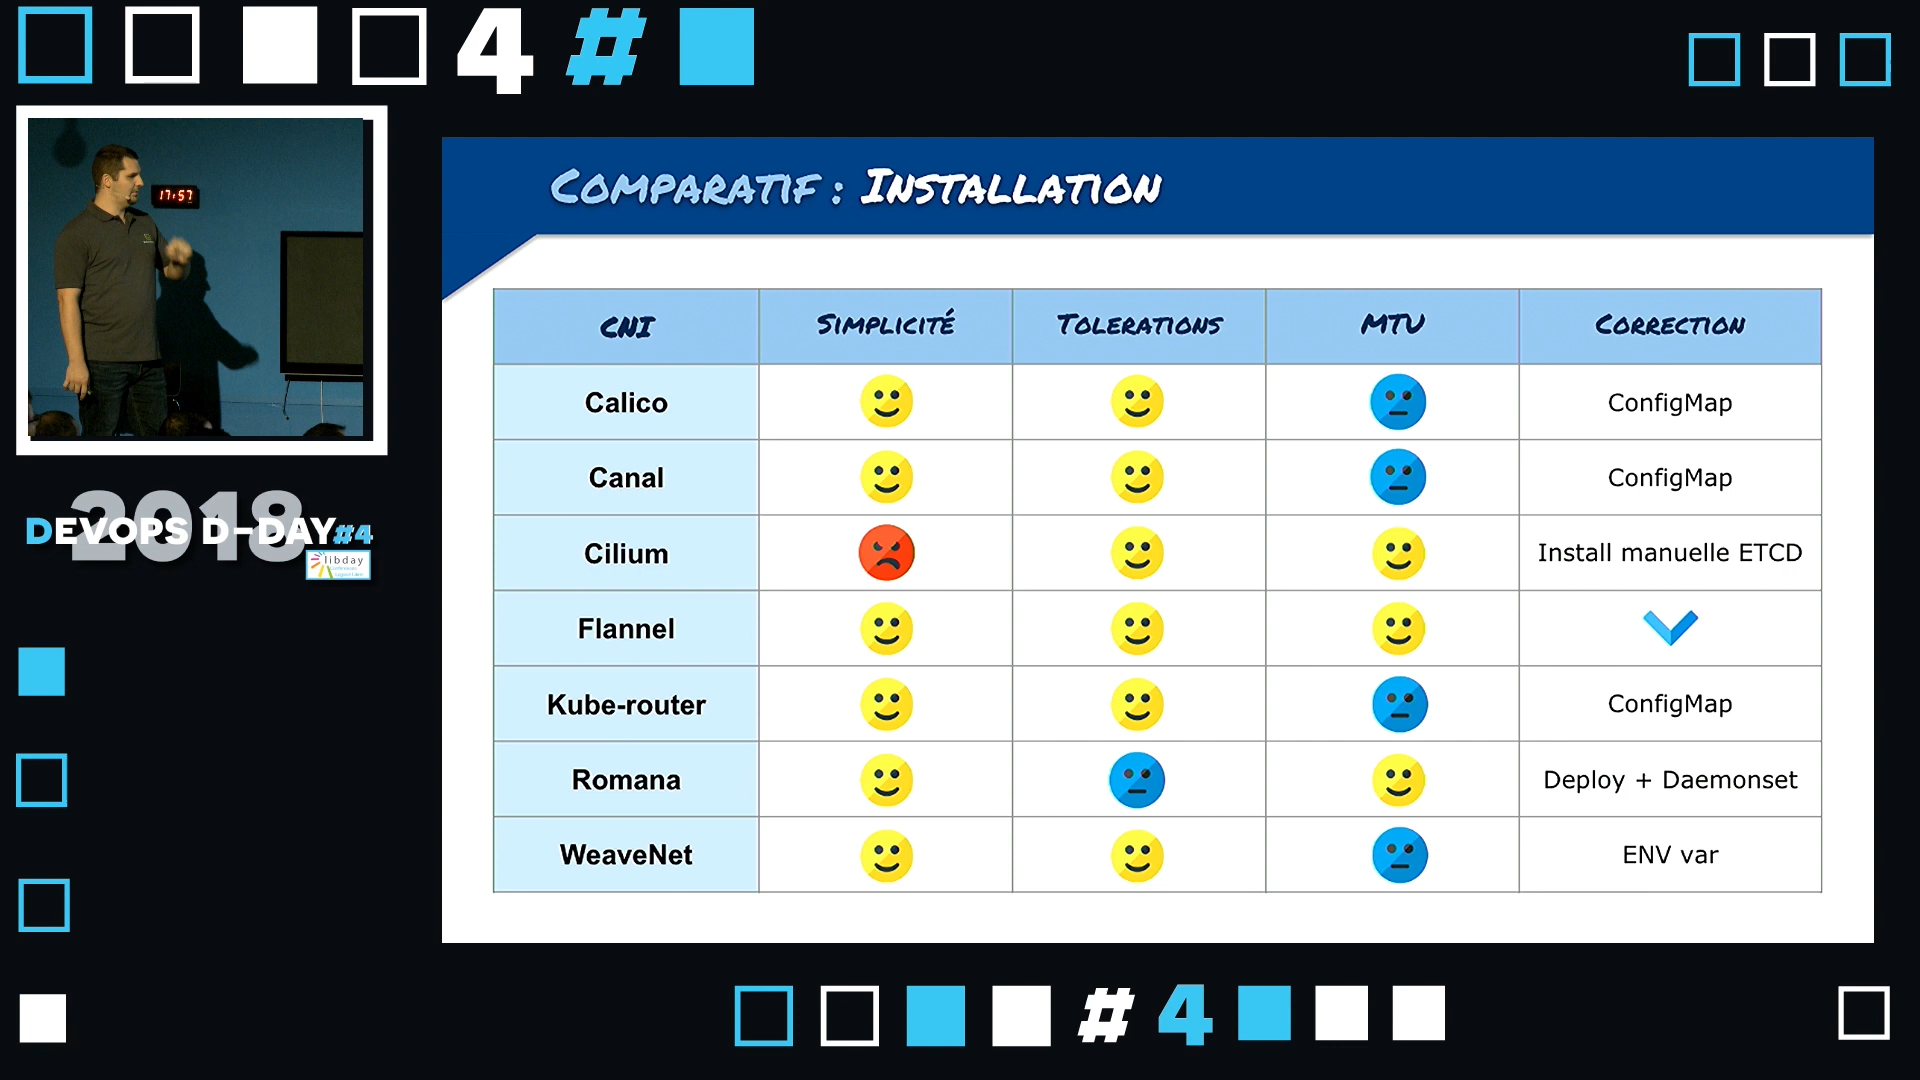 4 #
17:57
2018
DEVOPS D-DAY#4
libday
COMPARATIF : INSTALLATION
CNI SIMPLICITÉ TOLERATIONS MTU CORRECTION
Calico ConfigMap
Canal ConfigMap
Cilium Install manuelle ETCD
Flannel
Kube-router ConfigMap
Romana Deploy + Daemonset
WeaveNet ENV var
# 4